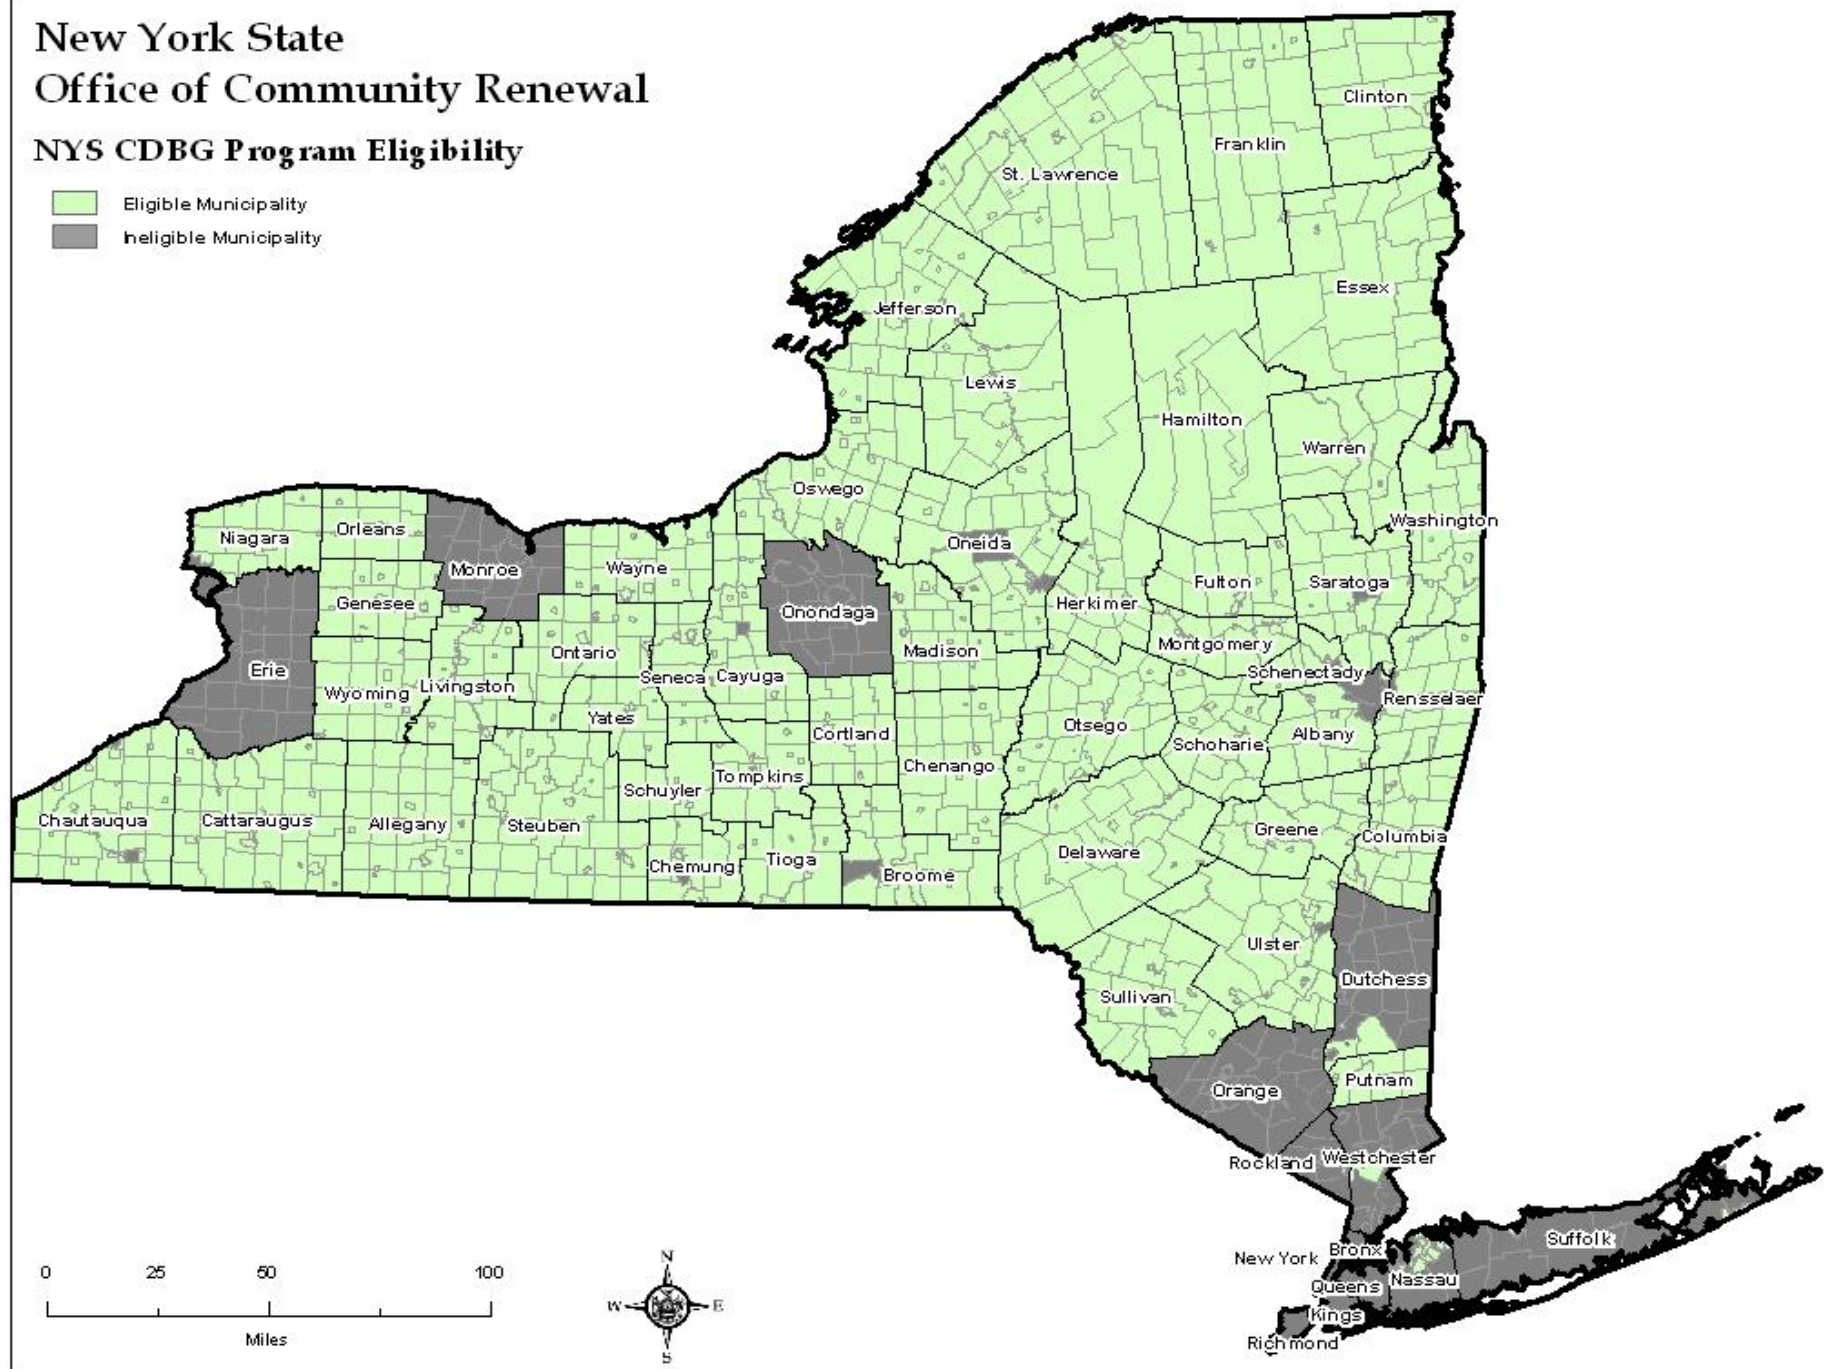 New York State
Office of Community Renewal
NYS CDBG Program Eligibility
Eligible Municipality
Ineligible Municipality
Clinton
Franklin
St. Lawrence
Essex
Jefferson
Lewis
Hamilton
Warren
Oswego
Washington
Orleans
Niagara
Oneida
Monroe
Wayne
Fulton
Saratoga
Genesee
Herkimer
Onondaga
Montgomery
Ontario
Madison
Erie
Schenectady
Seneca
Cayuga
Livingston
Wyoming
Rensselaer
Yates
Otsego
Cortland
Albany
Schoharie
Chenango
Tompkins
Schuyler
Chautauqua
Cattaraugus
Allegany
Steuben
Greene
Columbia
Delaware
Tioga
Chemung
Broome
Ulster
Dutchess
Sullivan
Putnam
Orange
Westchester
Rockland
Suffolk
Bronx
New York
Nassau
Queens
Kings
Richmond
0 25 50 100
Miles
N
W E
S